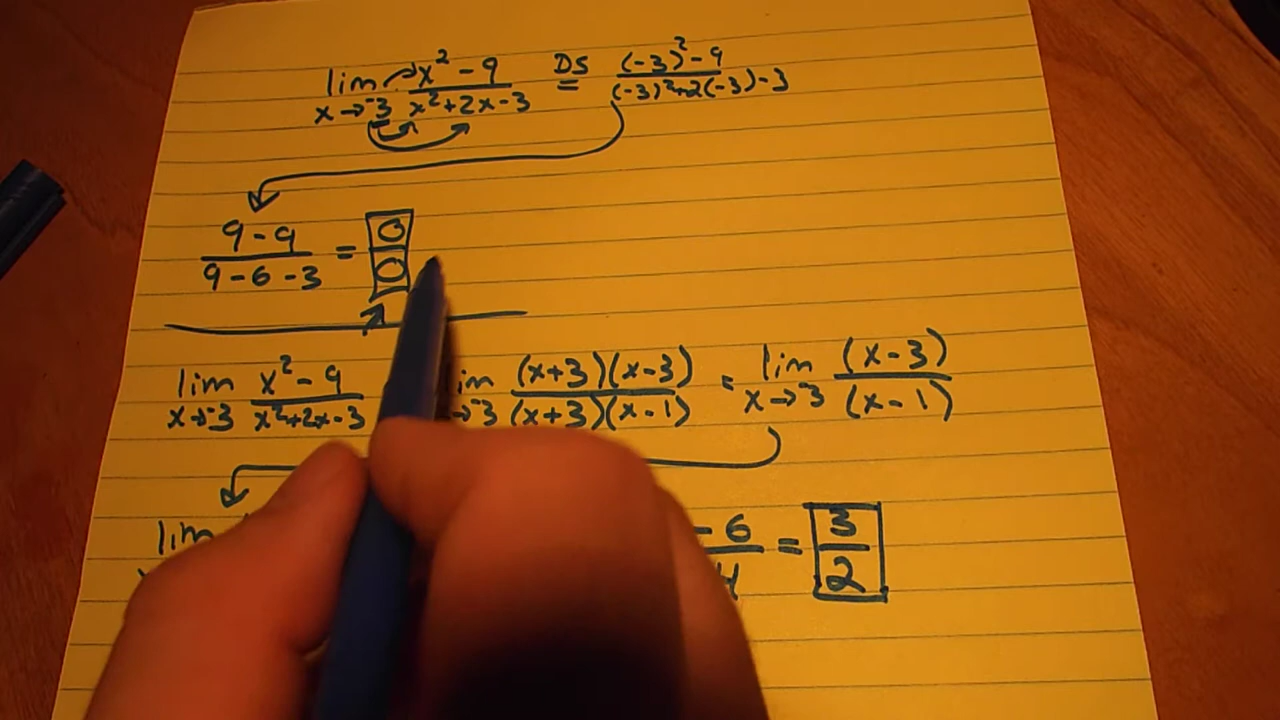 lim x→-3 (x² - 9)/(x² + 2x - 3) DS = ((-3)² - 9)/((-3)² + 2(-3) - 3)
(9 - 9)/(9 - 6 - 3) = 0/0
lim x→-3 (x² - 9)/(x² + 2x - 3) lim x→-3 ((x+3)(x-3))/((x+3)(x-1)) = lim x→-3 (x-3)/(x-1)
lim -6/4 = 3/2